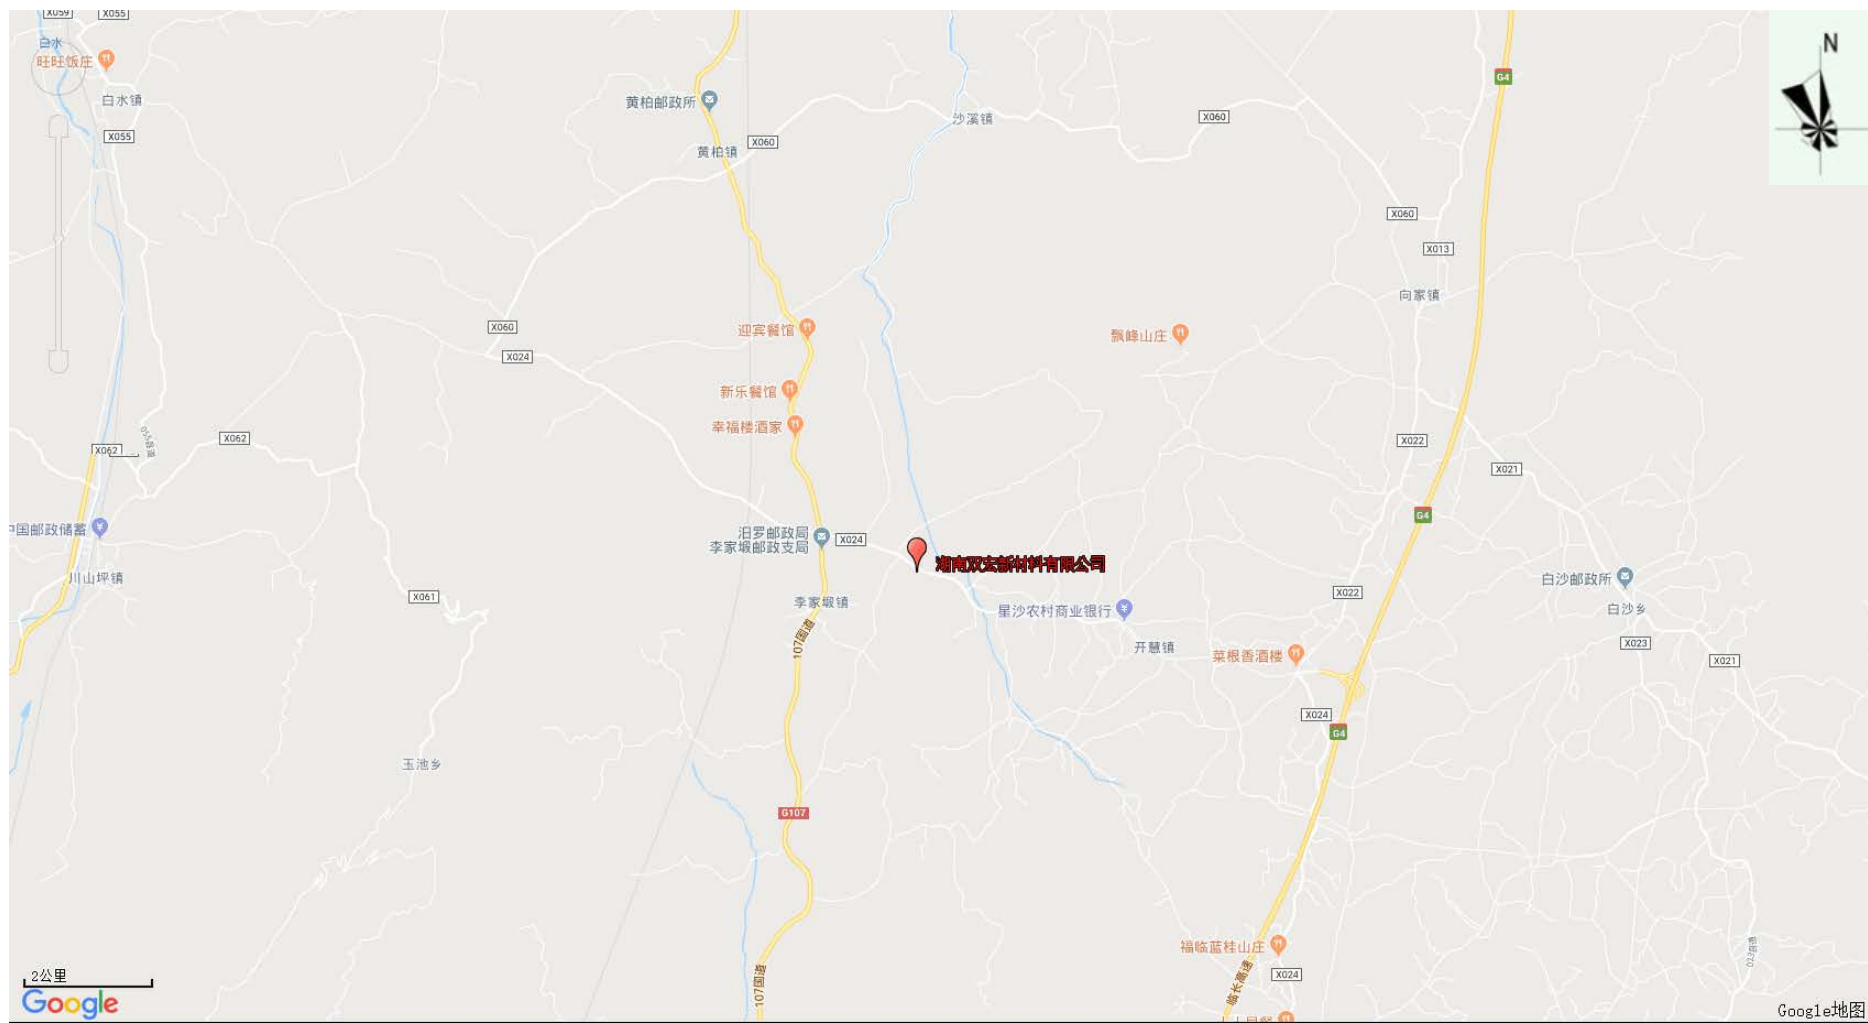 X059
X055
白水
旺旺饭庄
白水镇
X055
黄柏邮政所
黄柏镇
X060
沙溪镇
X060
G4
N
X060
X013
向家镇
X060
X024
迎宾餐馆
飘峰山庄
新乐餐馆
幸福楼酒家
X062
X062
X022
X021
G4
中国邮政储蓄
川山坪镇
汨罗邮政局
李家塅邮政支局
X024
湖南双宏新材料有限公司
X061
李家塅镇
107国道
星沙农村商业银行
开慧镇
X022
白沙邮政所
白沙乡
X023
X021
菜根香酒楼
X024
G4
玉池乡
G107
福临蓝桂山庄
X024
临长高速
107国道
2公里
Google
Google地图